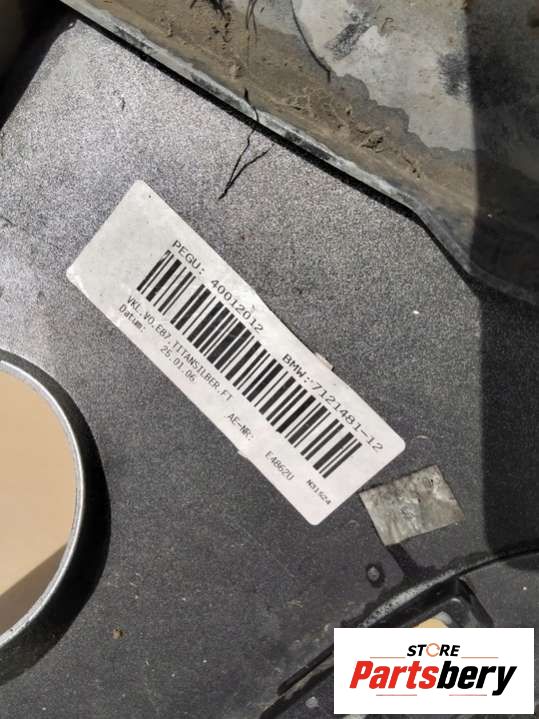 PEGU: 40012012 BMW:7121481-12
VKL.VO.E87.TITANSILBER.FT
Datum: 25.01.06 AE-NR: E4862U N31524
STORE
Partsbery